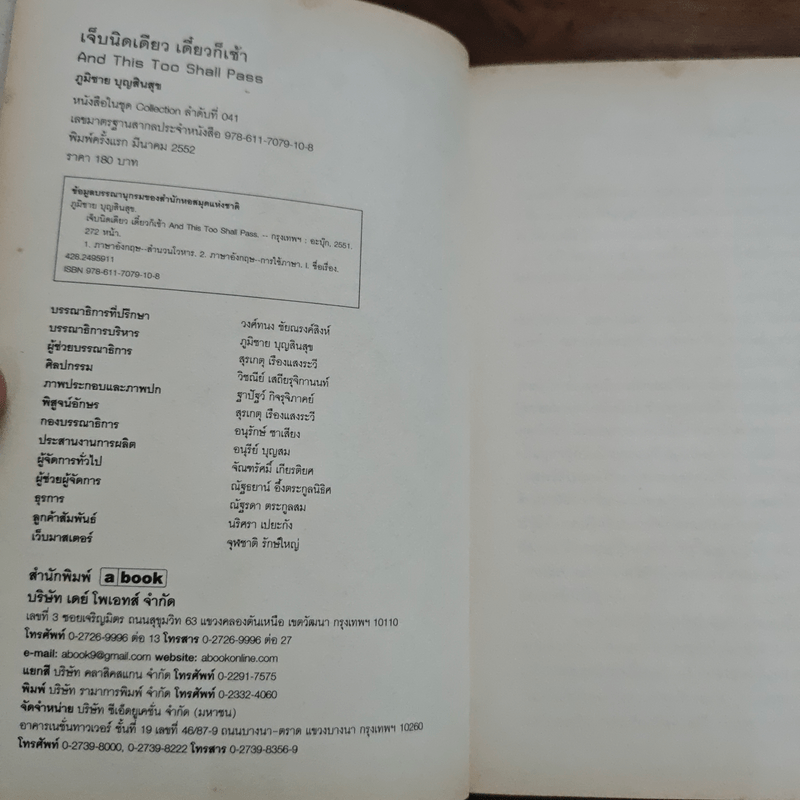 เจ็บนิดเดียว เดี๋ยวก็เช้า
And This Too Shall Pass
ภูมิชาย บุญสินสุข
หนังสือในชุด Collection ลำดับที่ 041
เลขมาตรฐานสากลประจำหนังสือ 978-611-7079-10-8
พิมพ์ครั้งแรก มีนาคม 2552
ราคา 180 บาท
ข้อมูลบรรณานุกรมของสำนักหอสมุดแห่งชาติ
ภูมิชาย บุญสินสุข.
เจ็บนิดเดียว เดี๋ยวก็เช้า And This Too Shall Pass. -- กรุงเทพฯ : อะบุ๊ก, 2551.
272 หน้า.
1. ภาษาอังกฤษ--สำนวนโวหาร. 2. ภาษาอังกฤษ--การใช้ภาษา. I. ชื่อเรื่อง.
428.2495911
ISBN 978-611-7079-10-8
บรรณาธิการที่ปรึกษา วงศ์ทนง ชัยณรงค์สิงห์
บรรณาธิการบริหาร ภูมิชาย บุญสินสุข
ผู้ช่วยบรรณาธิการ สุรเกตุ เรืองแสงระวี
ศิลปกรรม วิชณีย์ เสถียรุจิกานนท์
ภาพประกอบและภาพปก ฐาปัฐว์ กิจรุจิภาคย์
พิสูจน์อักษร สุรเกตุ เรืองแสงระวี
กองบรรณาธิการ อนุรักษ์ ชาเสียง
ประสานงานการผลิต อนุรีย์ บุญสม
ผู้จัดการทั่วไป จัณฑรัศมิ์ เกียรติยศ
ผู้ช่วยผู้จัดการ ณัฐธยาน์ อึ้งตระกูลนิธิศ
ธุรการ ณัฐรดา ตระกูลสม
ลูกค้าสัมพันธ์ นริศรา เปยะกัง
เว็บมาสเตอร์ จุฬชาติ รักษ์ใหญ่
สำนักพิมพ์ a book
บริษัท เดย์ โพเอทส์ จำกัด
เลขที่ 3 ซอยเจริญมิตร ถนนสุขุมวิท 63 แขวงคลองตันเหนือ เขตวัฒนา กรุงเทพฯ 10110
โทรศัพท์ 0-2726-9996 ต่อ 13 โทรสาร 0-2726-9996 ต่อ 27
e-mail: abook9@gmail.com website: abookonline.com
แยกสี บริษัท คลาสิคสแกน จำกัด โทรศัพท์ 0-2291-7575
พิมพ์ บริษัท รามาการพิมพ์ จำกัด โทรศัพท์ 0-2332-4060
จัดจำหน่าย บริษัท ซีเอ็ดยูเคชั่น จำกัด (มหาชน)
อาคารเนชั่นทาวเวอร์ ชั้นที่ 19 เลขที่ 46/87-9 ถนนบางนา-ตราด แขวงบางนา กรุงเทพฯ 10260
โทรศัพท์ 0-2739-8000, 0-2739-8222 โทรสาร 0-2739-8356-9